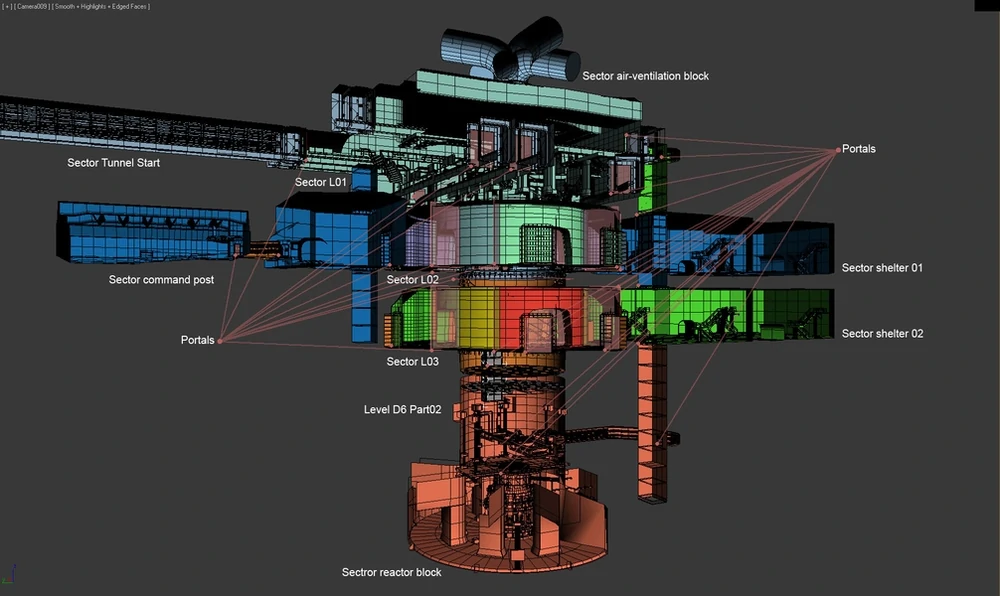 [ + ] [ Camera009 ] [ Smooth + Highlights + Edged Faces ]
Sector air-ventilation block
Portals
Sector Tunnel Start
Sector L01
Sector command post
Sector L02
Sector shelter 01
Portals
Sector shelter 02
Sector L03
Level D6 Part02
Sectror reactor block